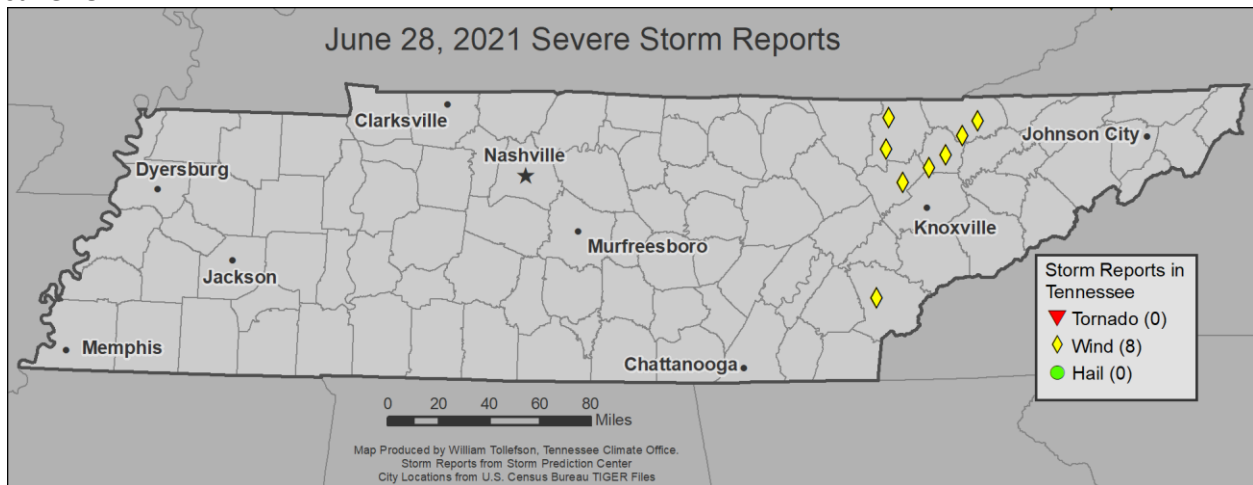 June 28, 2021 Severe Storm Reports
Clarksville
Johnson City
Nashville
Dyersburg
Knoxville
Murfreesboro
Jackson
Storm Reports in
Tennessee
Tornado (0)
Wind (8)
Hail (0)
Memphis
Chattanooga
0 20 40 60 80
Miles
Map Produced by William Tollefson, Tennessee Climate Office.
Storm Reports from Storm Prediction Center
City Locations from U.S. Census Bureau TIGER Files